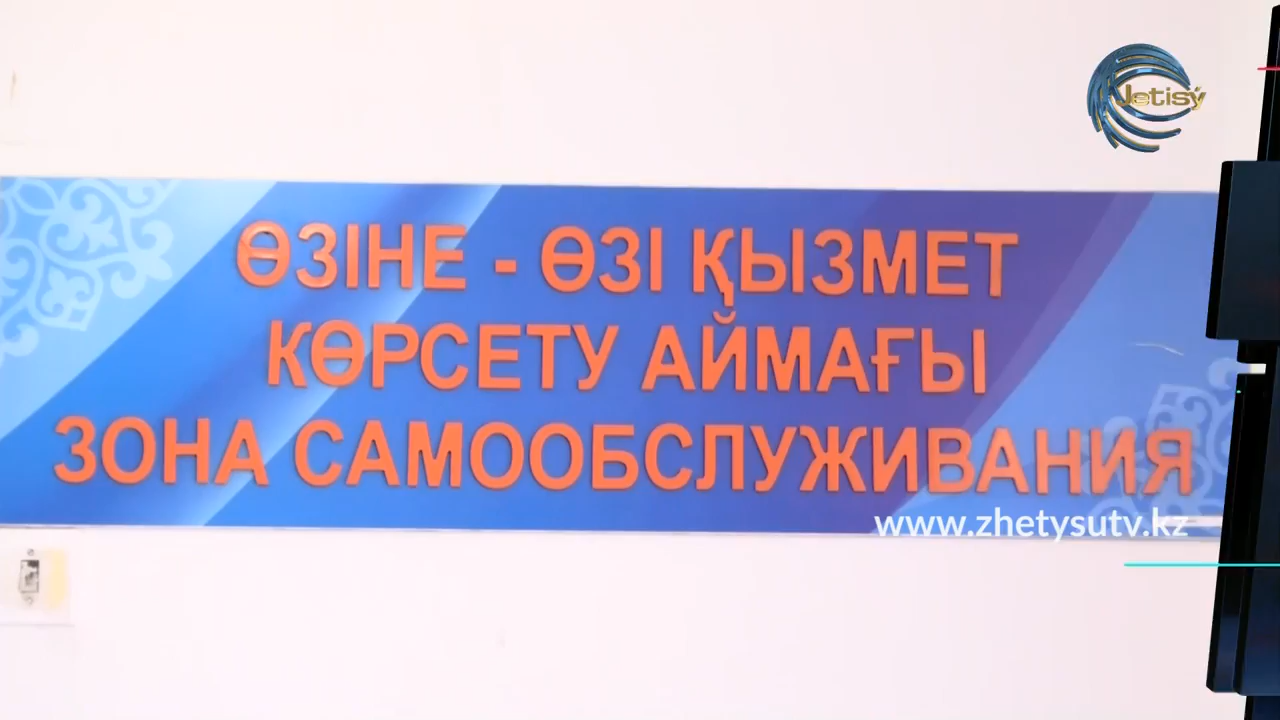 Jetisý
ӨЗІНЕ - ӨЗІ ҚЫЗМЕТ
КӨРСЕТУ АЙМАҒЫ
ЗОНА САМООБСЛУЖИВАНИЯ
www.zhetysutv.kz